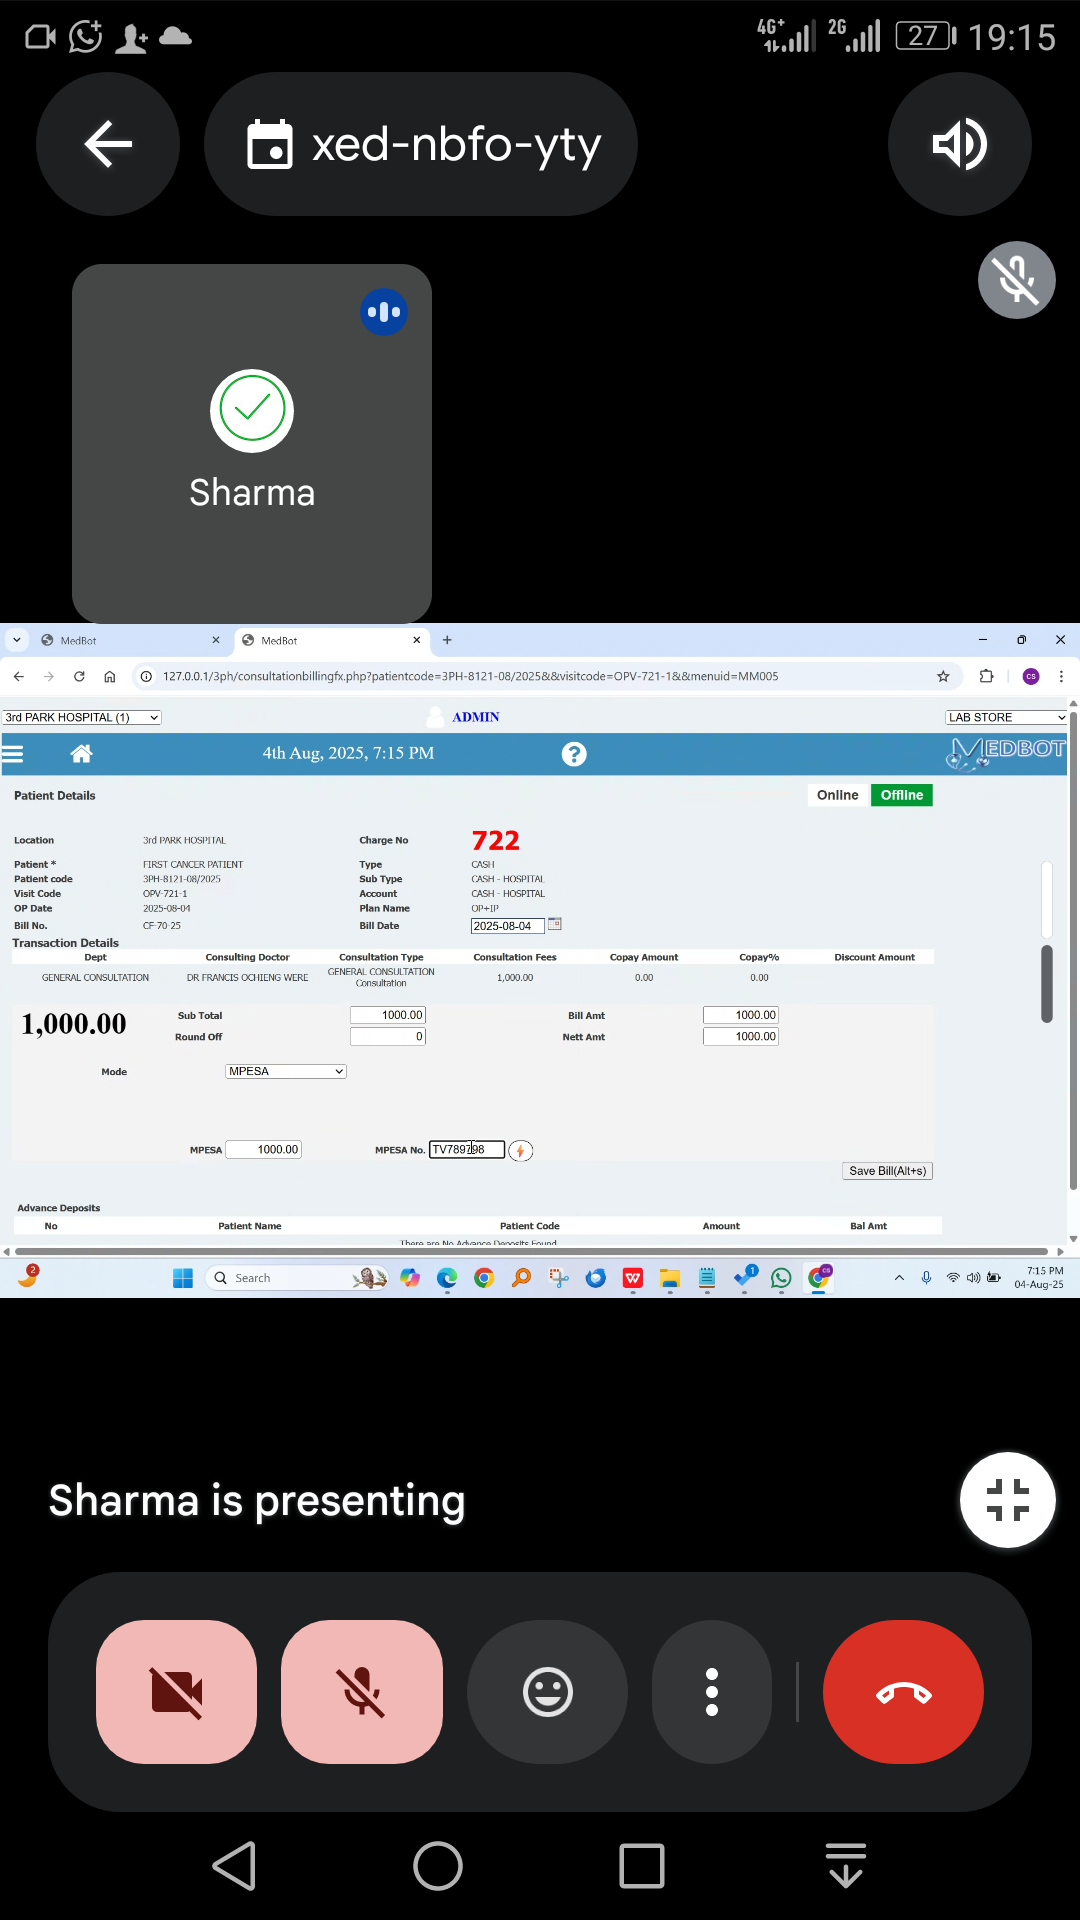 4G+ 2G 27 19:15
xed-nbfo-yty
Sharma
MedBot MedBot
127.0.0.1/3ph/consultationbillingfx.php?patientcode=3PH-8121-08/2025&&visitcode=OPV-721-1&&menuid=MM005 CS
3rd PARK HOSPITAL (1) ADMIN LAB STORE
4th Aug, 2025, 7:15 PM ? MEDBOT
Patient Details Online Offline
Location 3rd PARK HOSPITAL Charge No 722
Patient * FIRST CANCER PATIENT Type CASH
Patient code 3PH-8121-08/2025 Sub Type CASH - HOSPITAL
Visit Code OPV-721-1 Account CASH - HOSPITAL
OP Date 2025-08-04 Plan Name OP+IP
Bill No. CF-70-25 Bill Date 2025-08-04
Transaction Details
Dept Consulting Doctor Consultation Type Consultation Fees Copay Amount Copay% Discount Amount
GENERAL CONSULTATION DR FRANCIS OCHIENG WERE GENERAL CONSULTATION Consultation 1,000.00 0.00 0.00
1,000.00 Sub Total 1000.00 Bill Amt 1000.00
Round Off 0 Nett Amt 1000.00
Mode MPESA
MPESA 1000.00 MPESA No. TV789798
Save Bill(Alt+s)
Advance Deposits
No Patient Name Patient Code Amount Bal Amt
There are No Advance Deposits Found
2 Search 1 CS 7:15 PM
04-Aug-25
Sharma is presenting